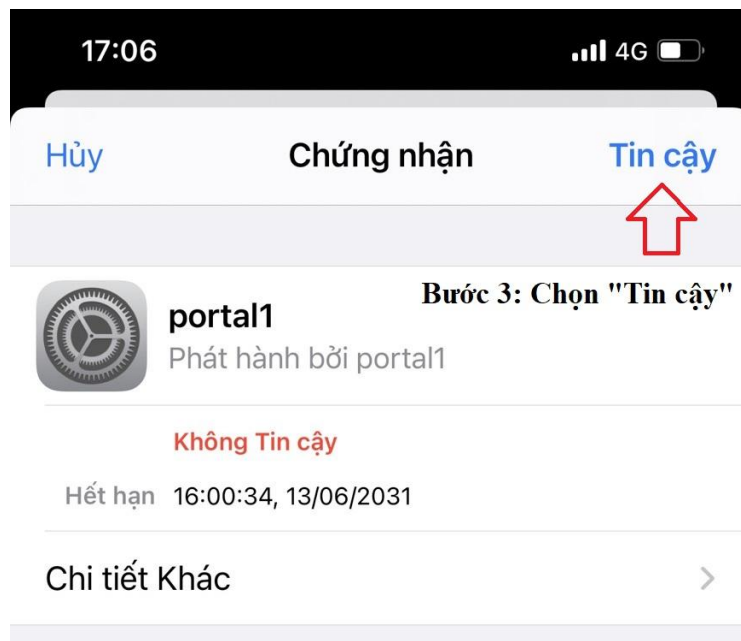 17:06 4G
Hủy Chứng nhận Tin cậy
Bước 3: Chọn "Tin cậy"
portal1
Phát hành bởi portal1
Không Tin cậy
Hết hạn 16:00:34, 13/06/2031
Chi tiết Khác